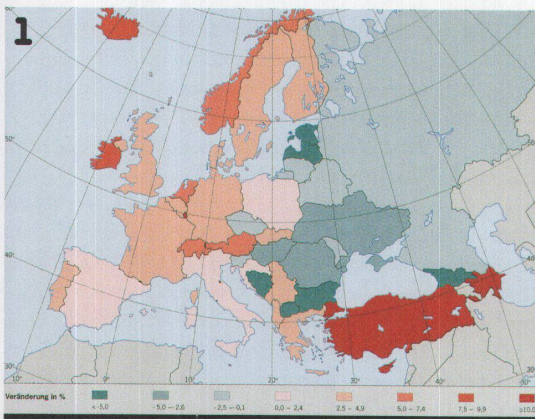 1
50°
40°
30°
10°
0°
10°
20°
30°
40°
50°
Veränderung in %
<-5,0
-5,0 – 2,6
-2,5 – 0,1
0,0 – 2,4
2,5 – 4,9
5,0 – 7,4
7,5 – 9,9
≥10,0